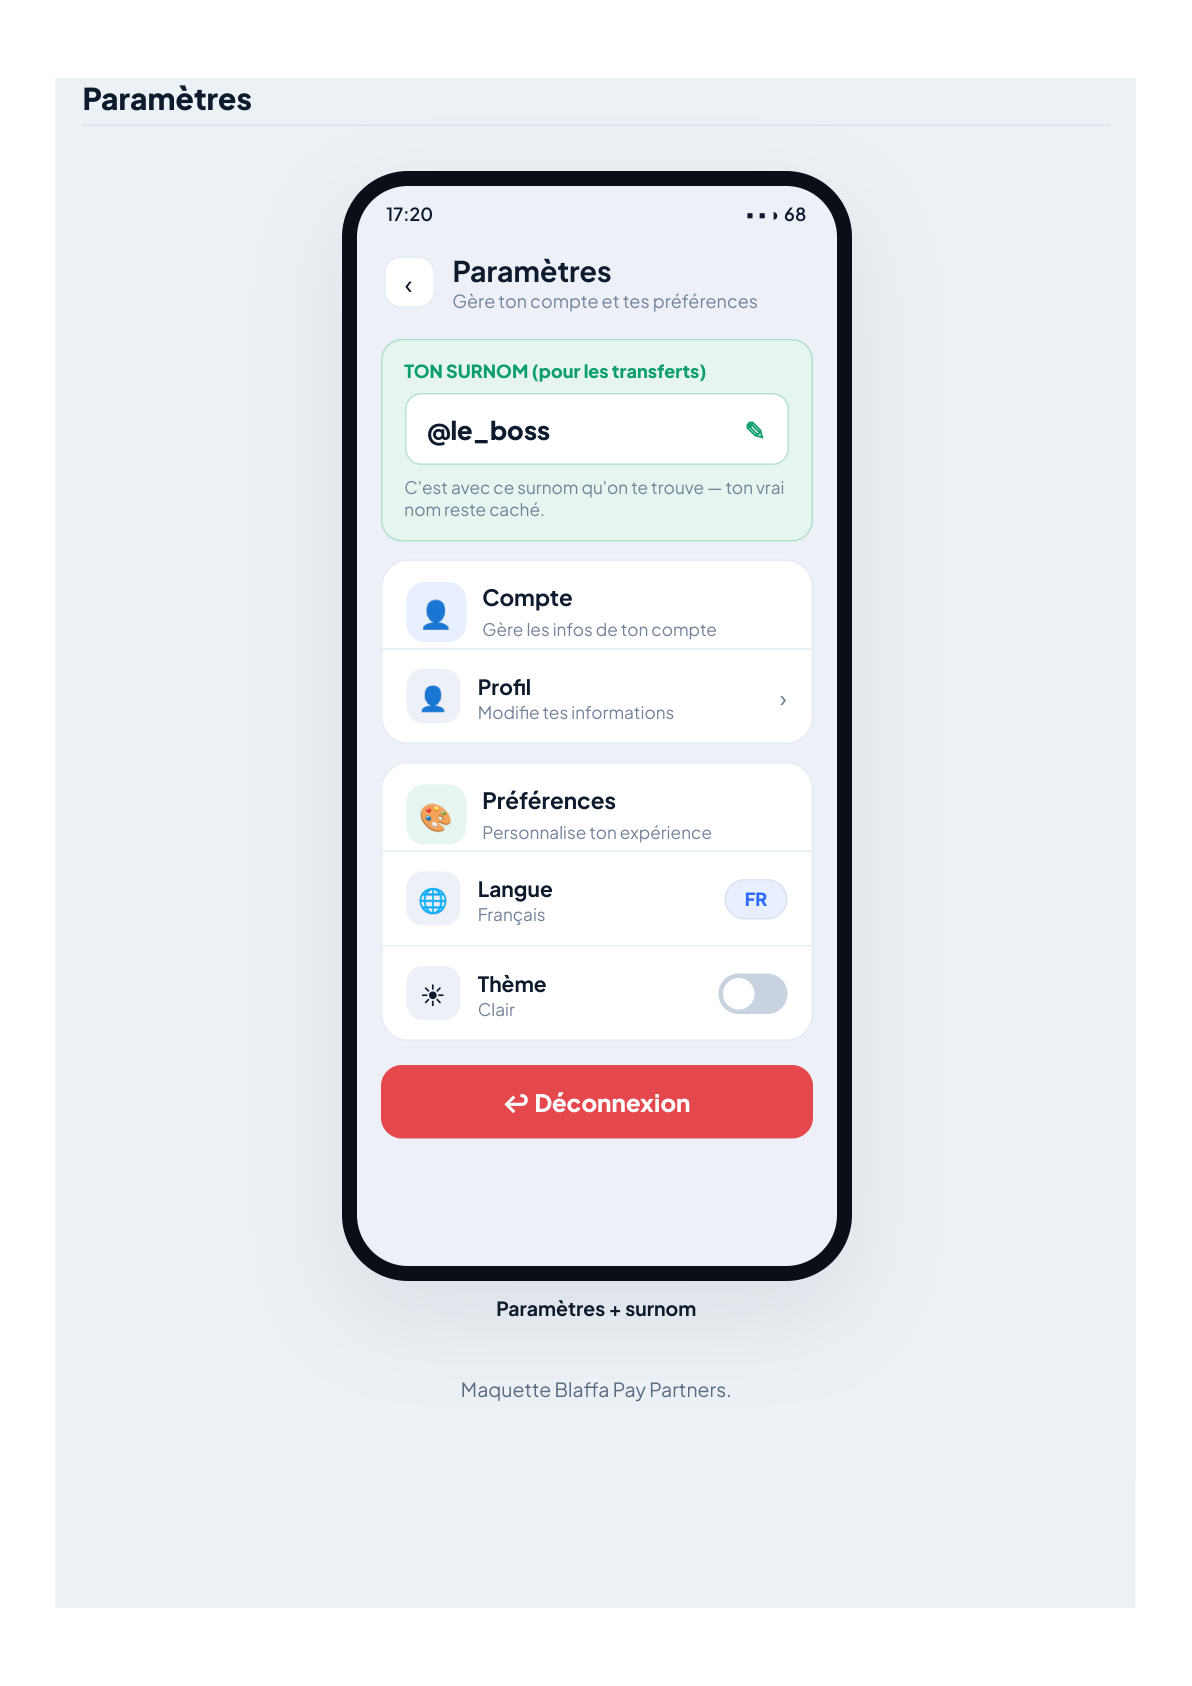 Paramètres
17:20
68
Paramètres
Gère ton compte et tes préférences
TON SURNOM (pour les transferts)
@le_boss
C'est avec ce surnom qu'on te trouve — ton vrai
nom reste caché.
Compte
Gère les infos de ton compte
Profil
Modifie tes informations
Préférences
Personnalise ton expérience
Langue
Français
FR
Thème
Clair
Déconnexion
Paramètres + surnom
Maquette Blaffa Pay Partners.